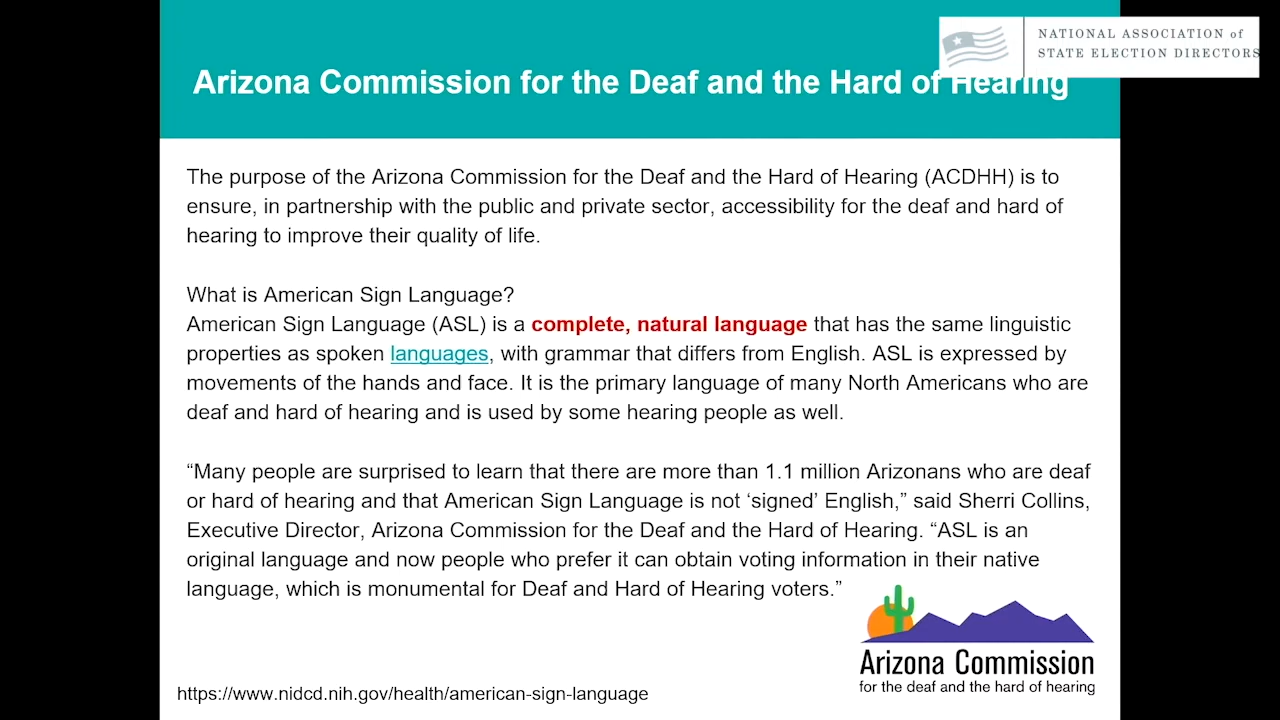 NATIONAL ASSOCIATION of
STATE ELECTION DIRECTORS
Arizona Commission for the Deaf and the Hard of Hearing
The purpose of the Arizona Commission for the Deaf and the Hard of Hearing (ACDHH) is to
ensure, in partnership with the public and private sector, accessibility for the deaf and hard of
hearing to improve their quality of life.
What is American Sign Language?
American Sign Language (ASL) is a complete, natural language that has the same linguistic
properties as spoken languages, with grammar that differs from English. ASL is expressed by
movements of the hands and face. It is the primary language of many North Americans who are
deaf and hard of hearing and is used by some hearing people as well.
“Many people are surprised to learn that there are more than 1.1 million Arizonans who are deaf
or hard of hearing and that American Sign Language is not ‘signed’ English,” said Sherri Collins,
Executive Director, Arizona Commission for the Deaf and the Hard of Hearing. “ASL is an
original language and now people who prefer it can obtain voting information in their native
language, which is monumental for Deaf and Hard of Hearing voters.”
Arizona Commission
for the deaf and the hard of hearing
https://www.nidcd.nih.gov/health/american-sign-language